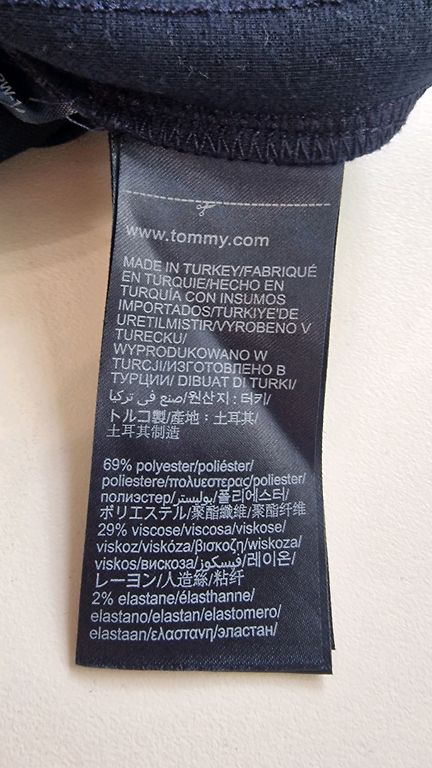 www.tommy.com
MADE IN TURKEY/FABRIQUÉ
EN TURQUIE/HECHO EN
TURQUÍA CON INSUMOS
IMPORTADOS/TURKIYE'DE
URETILMISTIR/VYROBENO V
TURECKU/
WYPRODUKOWANO W
TURCJI/ИЗГОТОВЛЕНО В
ТУРЦИИ/ DIBUAT DI TURKI/
صنع في تركيا/원산지 : 터키/
トルコ製/產地：土耳其/
土耳其制造
69% polyester/poliéster/
poliestere/πολυεστερας/poliester/
полиэстер/بوليستر/폴리에스터/
ポリエステル/聚酯纖維/聚酯纤维
29% viscose/viscosa/viskose/
viskoz/viskóza/βισκοζη/wiskoza/
viskos/вискоза/فيسكوز/레이온/
レーヨン/人造絲/粘纤
2% elastane/élasthanne/
elastano/elastan/elastomero/
elastaan/ελαστανη/эластан/